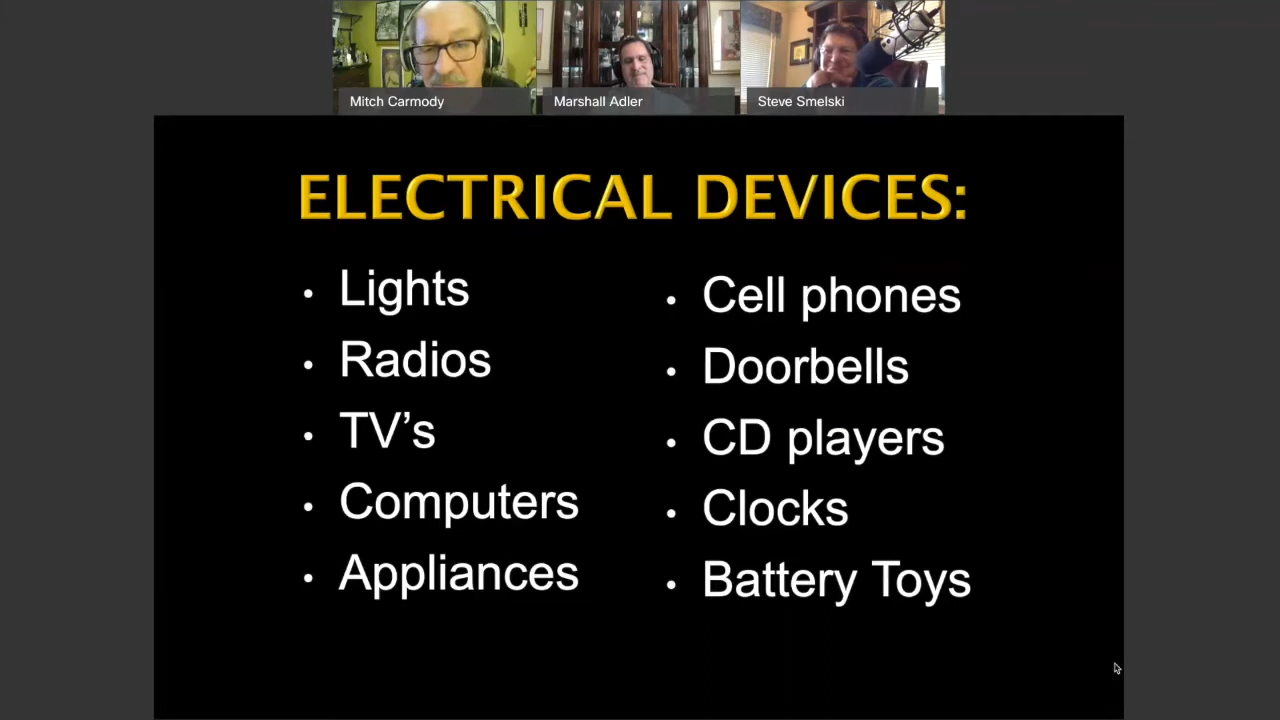 Mitch Carmody
Marshall Adler
Steve Smelski
ELECTRICAL DEVICES:
• Lights
• Radios
• TV’s
• Computers
• Appliances
• Cell phones
• Doorbells
• CD players
• Clocks
• Battery Toys